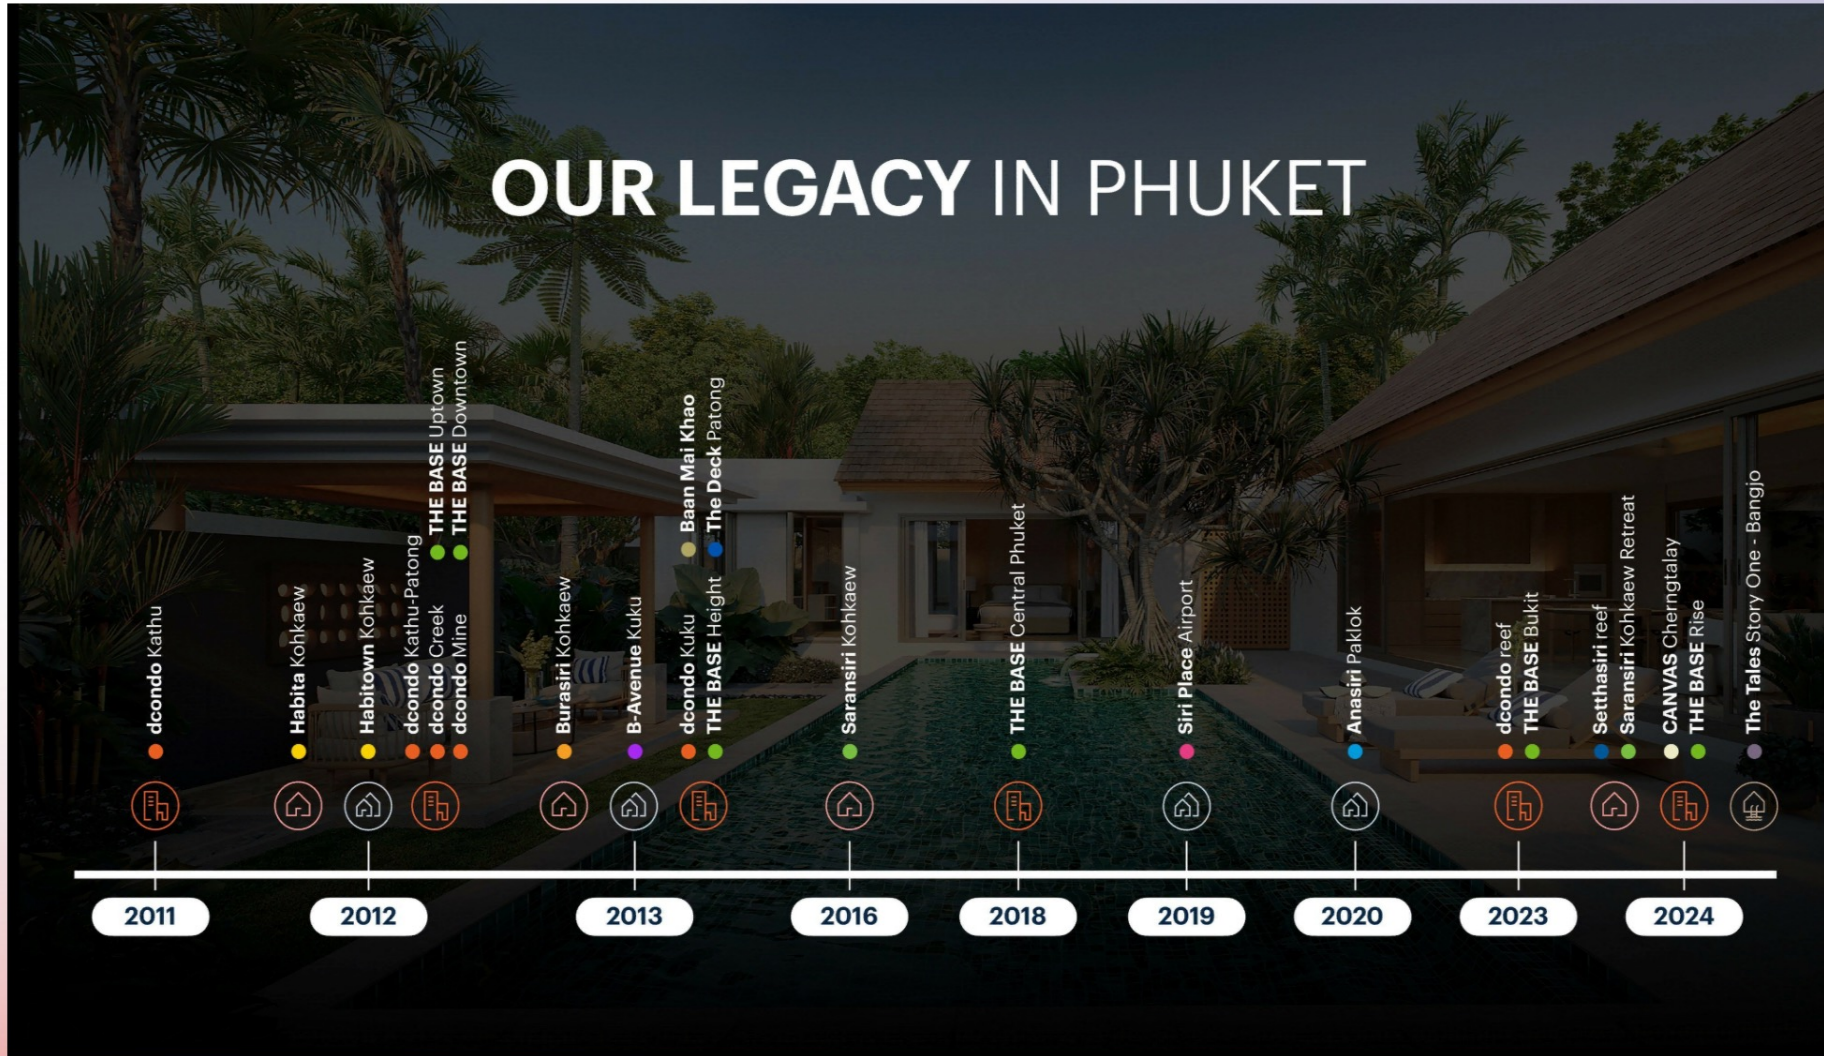 OUR LEGACY IN PHUKET
dcondo Kathu
Habita Kohkaew
Habitown Kohkaew
dcondo Kathu-Patong
dcondo Creek
dcondo Mine
THE BASE Uptown
THE BASE Downtown
Burasiri Kohkaew
B-Avenue Kuku
dcondo Kuku
THE BASE Height
Baan Mai Khao
The Deck Patong
Saransiri Kohkaew
THE BASE Central Phuket
Siri Place Airport
Anasiri Paklok
dcondo reef
THE BASE Bukit
Setthasiri reef
Saransiri Kohkaew Retreat
CANVAS Cherngtalay
THE BASE Rise
The Tales Story One - Bangjo
2011
2012
2013
2016
2018
2019
2020
2023
2024